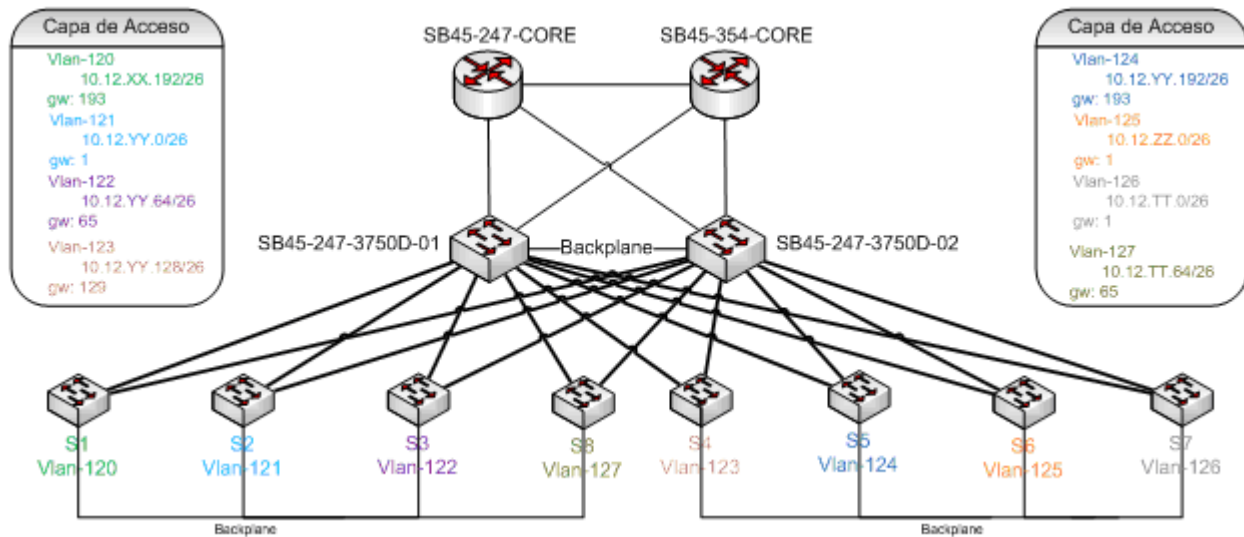 Capa de Acceso
Vlan-120
10.12.XX.192/26
gw: 193
Vlan-121
10.12.YY.0/26
gw: 1
Vlan-122
10.12.YY.64/26
gw: 65
Vlan-123
10.12.YY.128/26
gw: 129
SB45-247-CORE
SB45-354-CORE
Capa de Acceso
Vlan-124
10.12.YY.192/26
gw: 193
Vlan-125
10.12.ZZ.0/26
gw: 1
Vlan-126
10.12.TT.0/26
gw: 1
Vlan-127
10.12.TT.64/26
gw: 65
SB45-247-3750D-01
Backplane
SB45-247-3750D-02
S1
Vlan-120
S2
Vlan-121
S3
Vlan-122
S8
Vlan-127
S4
Vlan-123
S5
Vlan-124
S6
Vlan-125
S7
Vlan-126
Backplane
Backplane